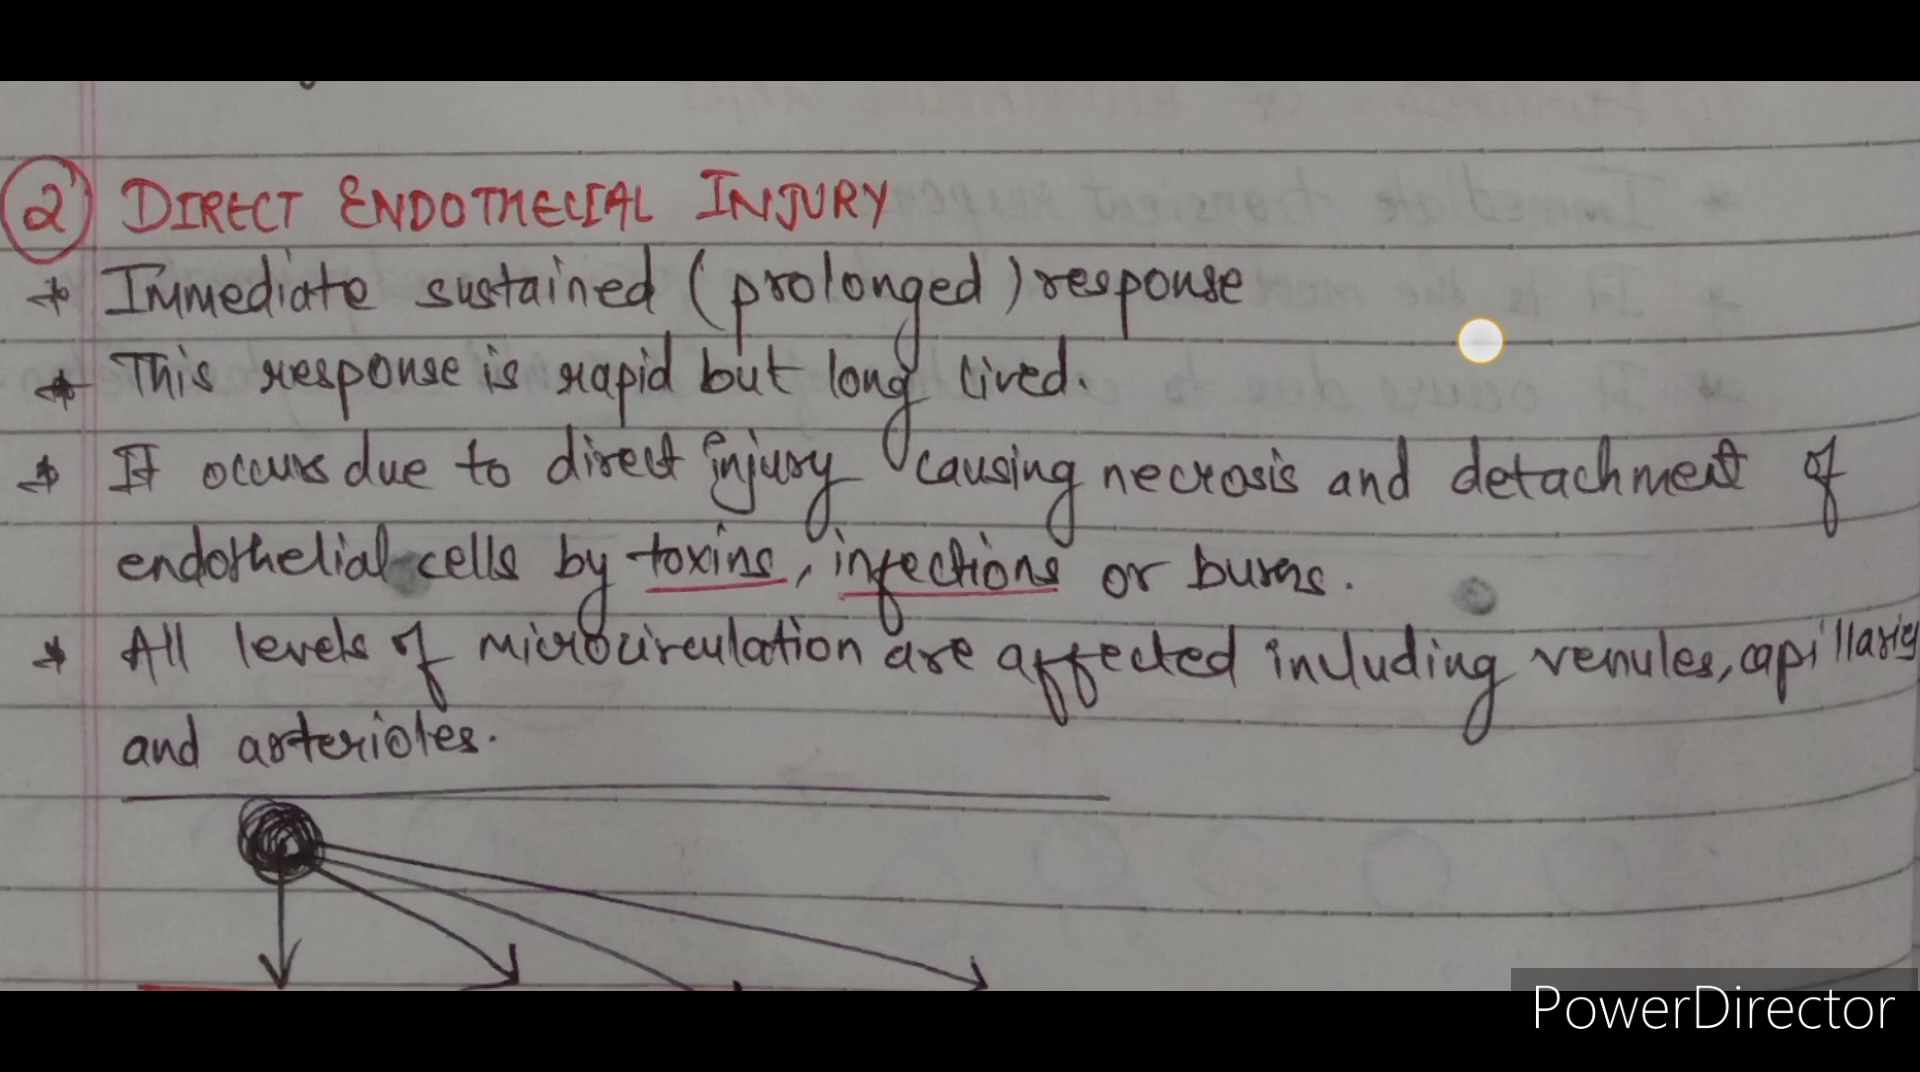 2 DIRECT ENDOTHELIAL INJURY
* Immediate sustained (prolonged) response
* This response is rapid but long lived.
* It occurs due to direct injury causing necrosis and detachment of
endothelial cells by toxins, infections or burns.
* All levels of microcirculation are affected including venules, capillaries
and arterioles.
PowerDirector